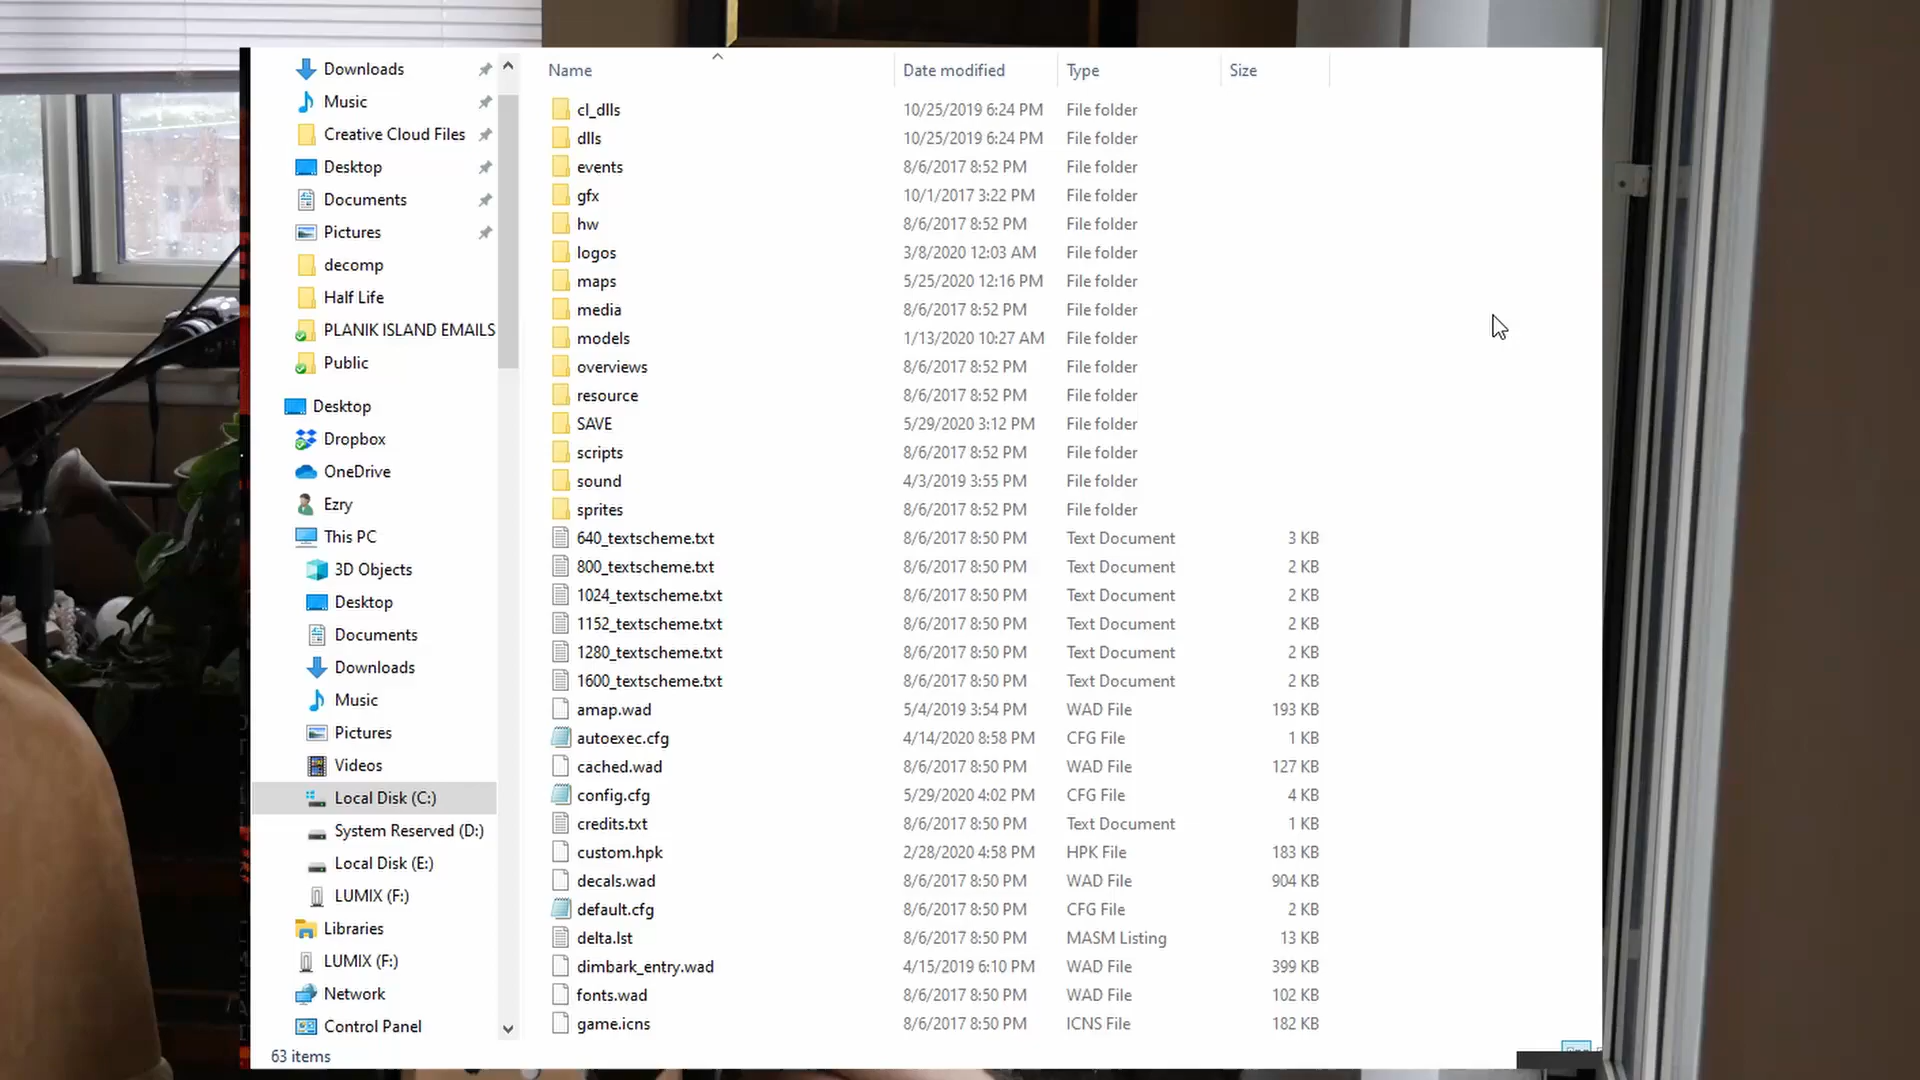 Downloads
Music
Creative Cloud Files
Desktop
Documents
Pictures
decomp
Half Life
PLANIK ISLAND EMAILS
Public
Desktop
Dropbox
OneDrive
Ezry
This PC
3D Objects
Desktop
Documents
Downloads
Music
Pictures
Videos
Local Disk (C:)
System Reserved (D:)
Local Disk (E:)
LUMIX (F:)
Libraries
LUMIX (F:)
Network
Control Panel
63 items
Name Date modified Type Size
cl_dlls 10/25/2019 6:24 PM File folder
dlls 10/25/2019 6:24 PM File folder
events 8/6/2017 8:52 PM File folder
gfx 10/1/2017 3:22 PM File folder
hw 8/6/2017 8:52 PM File folder
logos 3/8/2020 12:03 AM File folder
maps 5/25/2020 12:16 PM File folder
media 8/6/2017 8:52 PM File folder
models 1/13/2020 10:27 AM File folder
overviews 8/6/2017 8:52 PM File folder
resource 8/6/2017 8:52 PM File folder
SAVE 5/29/2020 3:12 PM File folder
scripts 8/6/2017 8:52 PM File folder
sound 4/3/2019 3:55 PM File folder
sprites 8/6/2017 8:52 PM File folder
640_textscheme.txt 8/6/2017 8:50 PM Text Document 3 KB
800_textscheme.txt 8/6/2017 8:50 PM Text Document 2 KB
1024_textscheme.txt 8/6/2017 8:50 PM Text Document 2 KB
1152_textscheme.txt 8/6/2017 8:50 PM Text Document 2 KB
1280_textscheme.txt 8/6/2017 8:50 PM Text Document 2 KB
1600_textscheme.txt 8/6/2017 8:50 PM Text Document 2 KB
amap.wad 5/4/2019 3:54 PM WAD File 193 KB
autoexec.cfg 4/14/2020 8:58 PM CFG File 1 KB
cached.wad 8/6/2017 8:50 PM WAD File 127 KB
config.cfg 5/29/2020 4:02 PM CFG File 4 KB
credits.txt 8/6/2017 8:50 PM Text Document 1 KB
custom.hpk 2/28/2020 4:58 PM HPK File 183 KB
decals.wad 8/6/2017 8:50 PM WAD File 904 KB
default.cfg 8/6/2017 8:50 PM CFG File 2 KB
delta.lst 8/6/2017 8:50 PM MASM Listing 13 KB
dimbark_entry.wad 4/15/2019 6:10 PM WAD File 399 KB
fonts.wad 8/6/2017 8:50 PM WAD File 102 KB
game.icns 8/6/2017 8:50 PM ICNS File 182 KB